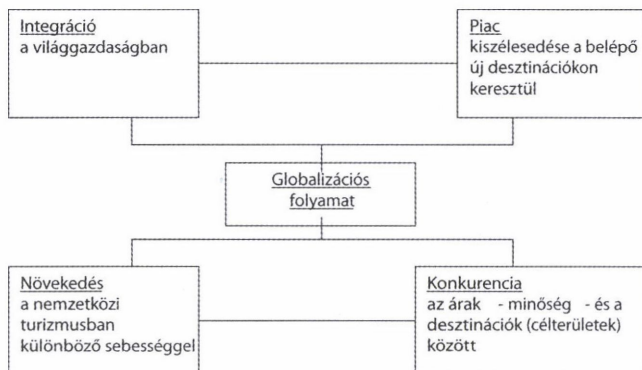 Integráció
a világgazdaságban
Piac
kiszélesedése a belépő
új desztinációkon
keresztül
Globalizációs
folyamat
Növekedés
a nemzetközi
turizmusban
különböző sebességgel
Konkurencia
az árak - minőség - és a
desztinációk (célterületek)
között